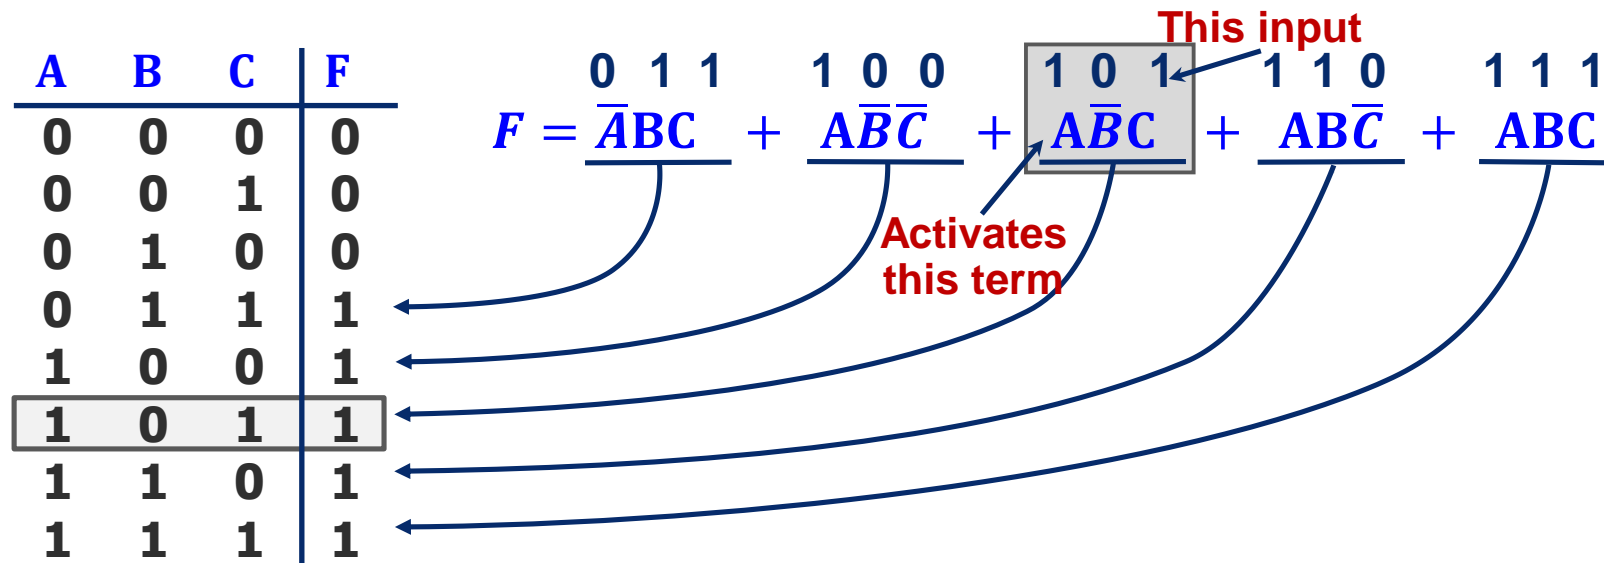 This input
A B C F
0 1 1 1 0 0 1 0 1 1 1 0 1 1 1
F = A̅BC + AB̅C̅ + AB̅C + ABC̅ + ABC
0 0 0 0
0 0 1 0
0 1 0 0
0 1 1 1
1 0 0 1
1 0 1 1
1 1 0 1
1 1 1 1
Activates
this term